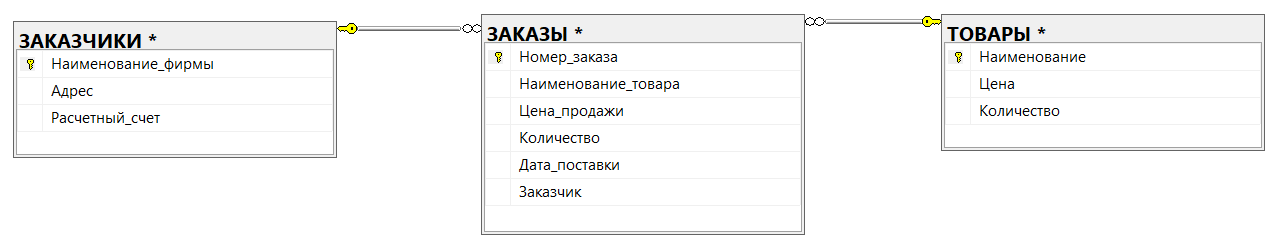 ЗАКАЗЧИКИ *
Наименование_фирмы
Адрес
Расчетный_счет
ЗАКАЗЫ *
Номер_заказа
Наименование_товара
Цена_продажи
Количество
Дата_поставки
Заказчик
ТОВАРЫ *
Наименование
Цена
Количество